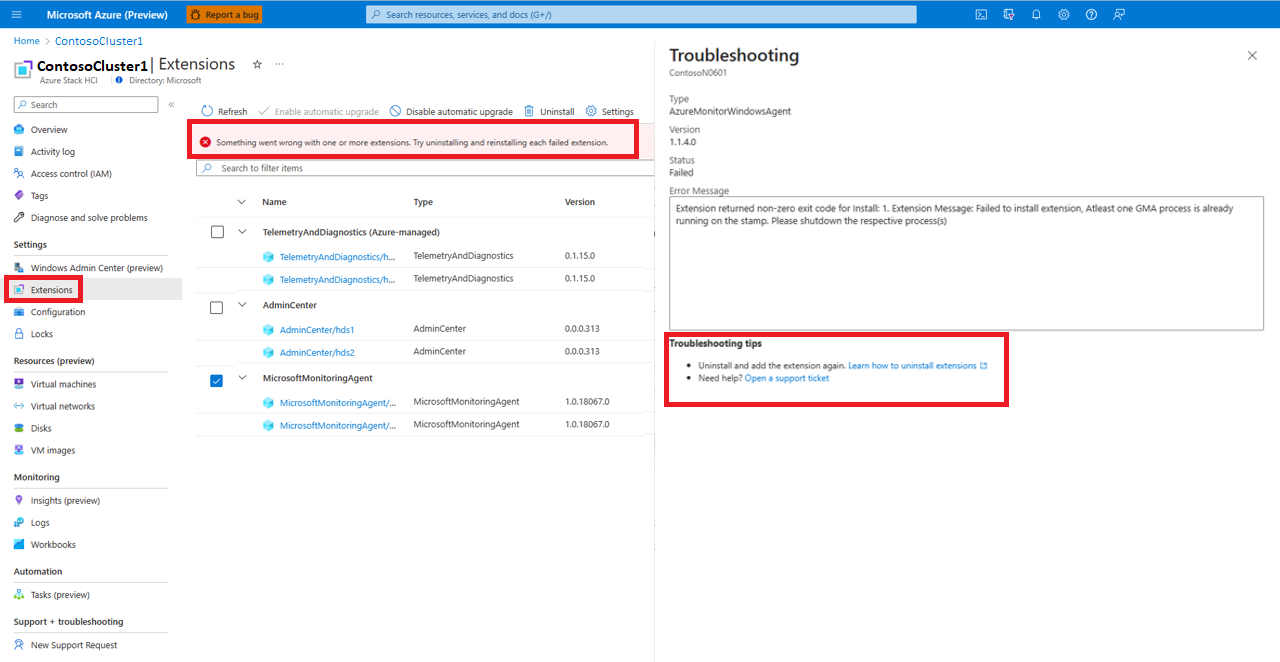 Microsoft Azure (Preview)
Report a bug
Search resources, services, and docs (G+/)
Home > ContosoCluster1
ContosoCluster1 | Extensions ☆ ...
Azure Stack HCI
Directory: Microsoft
Search
«
Overview
Activity log
Access control (IAM)
Tags
Diagnose and solve problems
Settings
Windows Admin Center (preview)
Extensions
Configuration
Locks
Resources (preview)
Virtual machines
Virtual networks
Disks
VM images
Monitoring
Insights (preview)
Logs
Workbooks
Automation
Tasks (preview)
Support + troubleshooting
New Support Request
Refresh
Enable automatic upgrade
Disable automatic upgrade
Uninstall
Settings
Something went wrong with one or more extensions. Try uninstalling and reinstalling each failed extension.
Search to filter items
Name Type Version
TelemetryAndDiagnostics (Azure-managed)
TelemetryAndDiagnostics/h... TelemetryAndDiagnostics 0.1.15.0
TelemetryAndDiagnostics/h... TelemetryAndDiagnostics 0.1.15.0
AdminCenter
AdminCenter/hds1 AdminCenter 0.0.0.313
AdminCenter/hds2 AdminCenter 0.0.0.313
MicrosoftMonitoringAgent
MicrosoftMonitoringAgent/... MicrosoftMonitoringAgent 1.0.18067.0
MicrosoftMonitoringAgent/... MicrosoftMonitoringAgent 1.0.18067.0
Troubleshooting
ContosoN0601
Type
AzureMonitorWindowsAgent
Version
1.1.4.0
Status
Failed
Error Message
Extension returned non-zero exit code for Install: 1. Extension Message: Failed to install extension, Atleast one GMA process is already
running on the stamp. Please shutdown the respective process(s)
Troubleshooting tips
• Uninstall and add the extension again. Learn how to uninstall extensions
• Need help? Open a support ticket